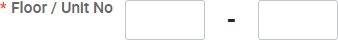 * Floor / Unit No -